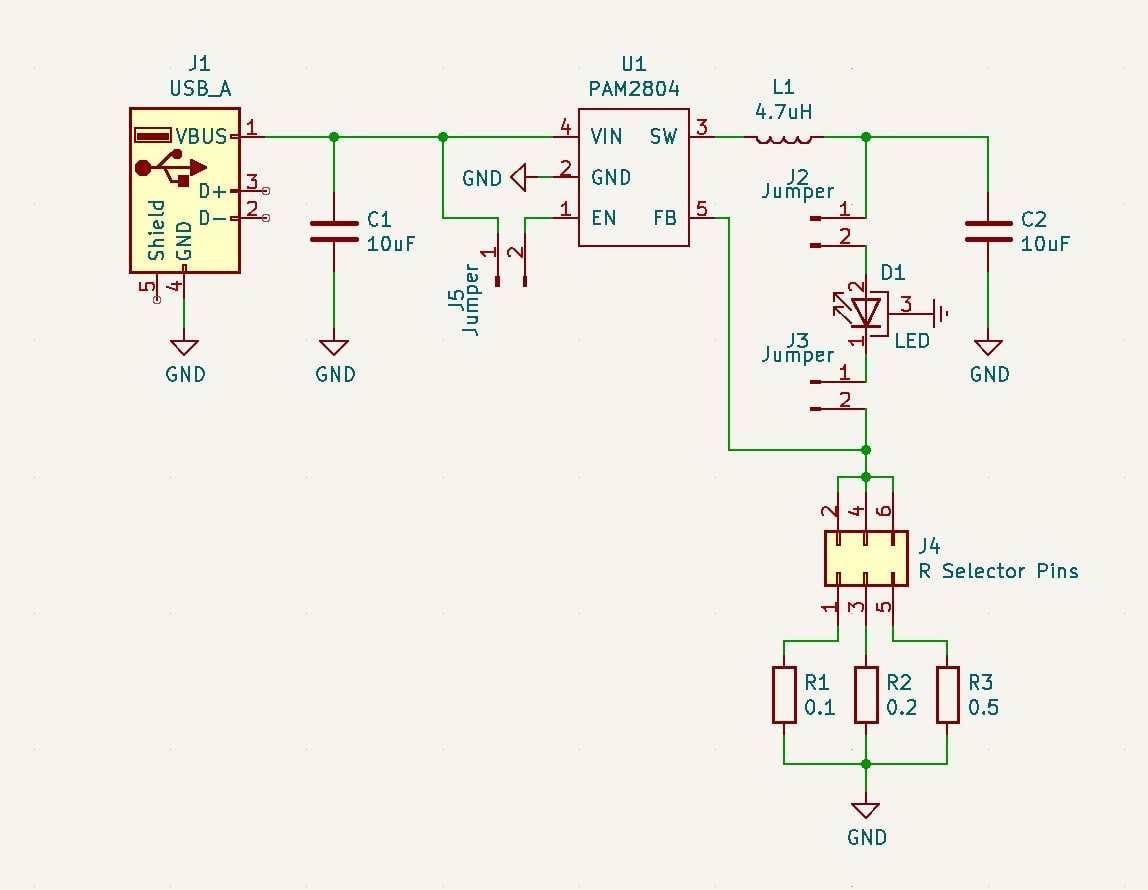 J1
USB_A
VBUS
1
D+
3
D-
2
Shield
GND
5
4
GND
C1
10uF
GND
J5
Jumper
1
2
U1
PAM2804
4
VIN
SW
3
GND
2
GND
1
EN
FB
5
L1
4.7uH
J2
Jumper
1
2
C2
10uF
GND
D1
2
3
1
LED
J3
Jumper
1
2
2
4
6
J4
R Selector Pins
1
3
5
R1
0.1
R2
0.2
R3
0.5
GND